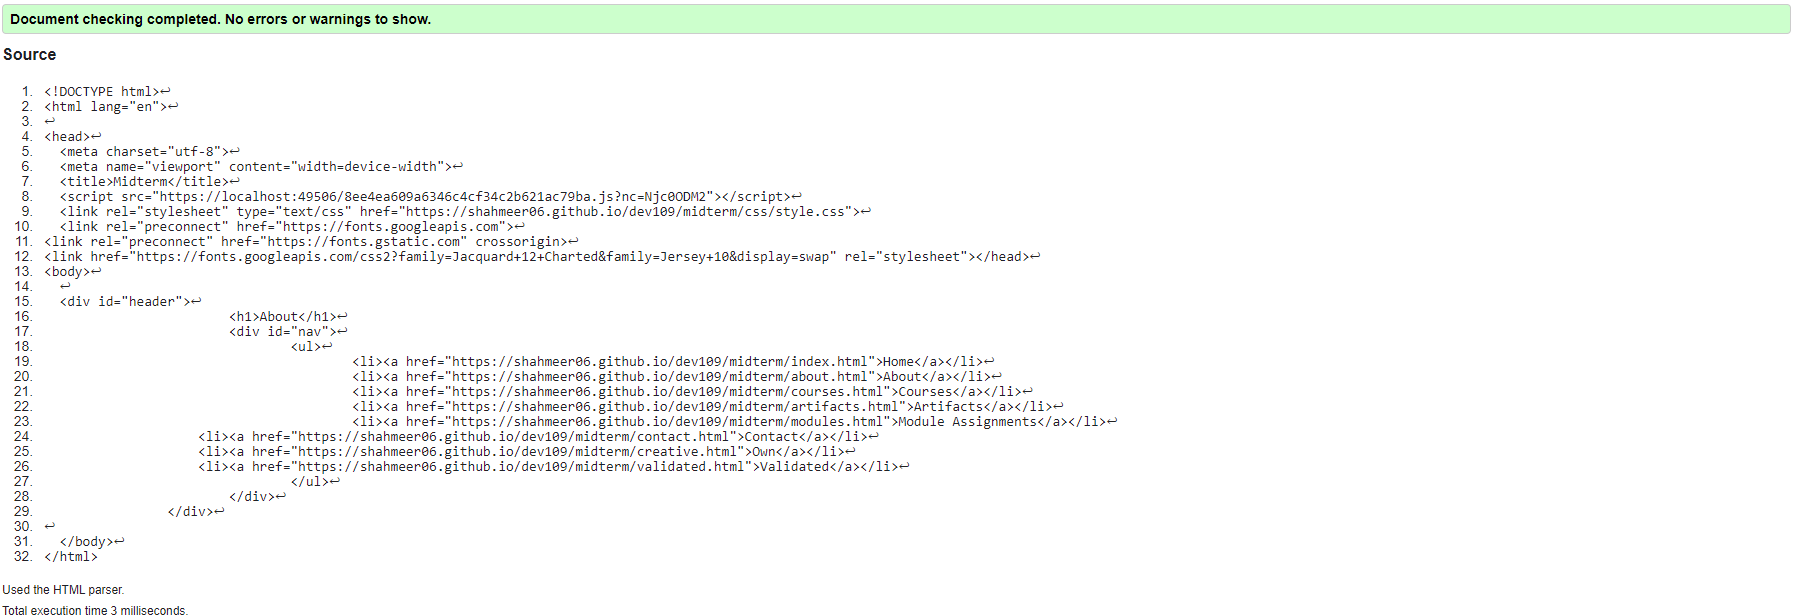 Document checking completed. No errors or warnings to show.
Source
1. <!DOCTYPE html>↩
2. <html lang="en">↩
3. ↩
4. <head>↩
5.   <meta charset="utf-8">↩
6.   <meta name="viewport" content="width=device-width">↩
7.   <title>Midterm</title>↩
8.   <script src="https://localhost:49506/8ee4ea609a6346c4cf34c2b621ac79ba.js?nc=Njc0ODM2"></script>↩
9.   <link rel="stylesheet" type="text/css" href="https://shahmeer06.github.io/dev109/midterm/css/style.css">↩
10.   <link rel="preconnect" href="https://fonts.googleapis.com">↩
11. <link rel="preconnect" href="https://fonts.gstatic.com" crossorigin>↩
12. <link href="https://fonts.googleapis.com/css2?family=Jacquard+12+Charted&family=Jersey+10&display=swap" rel="stylesheet"></head>↩
13. <body>↩
14.   ↩
15.   <div id="header">↩
16.                         <h1>About</h1>↩
17.                         <div id="nav">↩
18.                                 <ul>↩
19.                                         <li><a href="https://shahmeer06.github.io/dev109/midterm/index.html">Home</a></li>↩
20.                                         <li><a href="https://shahmeer06.github.io/dev109/midterm/about.html">About</a></li>↩
21.                                         <li><a href="https://shahmeer06.github.io/dev109/midterm/courses.html">Courses</a></li>↩
22.                                         <li><a href="https://shahmeer06.github.io/dev109/midterm/artifacts.html">Artifacts</a></li>↩
23.                                         <li><a href="https://shahmeer06.github.io/dev109/midterm/modules.html">Module Assignments</a></li>↩
24.                     <li><a href="https://shahmeer06.github.io/dev109/midterm/contact.html">Contact</a></li>↩
25.                     <li><a href="https://shahmeer06.github.io/dev109/midterm/creative.html">Own</a></li>↩
26.                     <li><a href="https://shahmeer06.github.io/dev109/midterm/validated.html">Validated</a></li>↩
27.                                 </ul>↩
28.                         </div>↩
29.                 </div>↩
30. ↩
31.   </body>↩
32. </html>
Used the HTML parser.
Total execution time 3 milliseconds.